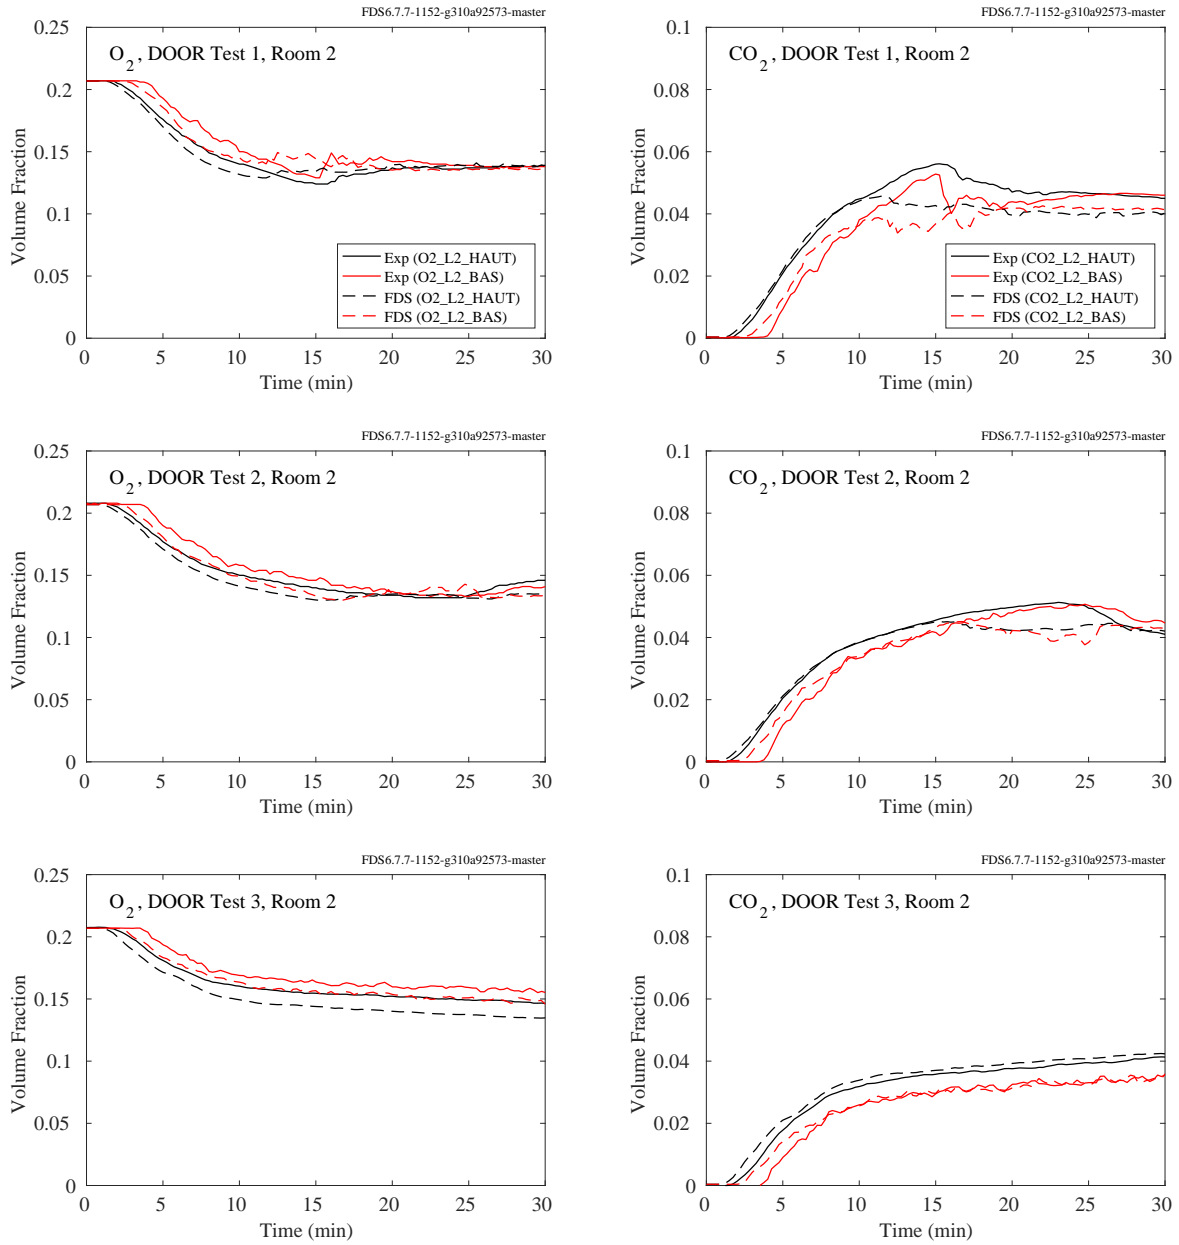 FDS6.7.7-1152-g310a92573-master
O2, DOOR Test 1, Room 2
Volume Fraction
0.25
0.2
0.15
0.1
0.05
0
Exp (O2_L2_HAUT)
Exp (O2_L2_BAS)
FDS (O2_L2_HAUT)
FDS (O2_L2_BAS)
0 5 10 15 20 25 30
Time (min)
FDS6.7.7-1152-g310a92573-master
CO2, DOOR Test 1, Room 2
Volume Fraction
0.1
0.08
0.06
0.04
0.02
0
Exp (CO2_L2_HAUT)
Exp (CO2_L2_BAS)
FDS (CO2_L2_HAUT)
FDS (CO2_L2_BAS)
0 5 10 15 20 25 30
Time (min)
FDS6.7.7-1152-g310a92573-master
O2, DOOR Test 2, Room 2
Volume Fraction
0.25
0.2
0.15
0.1
0.05
0
0 5 10 15 20 25 30
Time (min)
FDS6.7.7-1152-g310a92573-master
CO2, DOOR Test 2, Room 2
Volume Fraction
0.1
0.08
0.06
0.04
0.02
0
0 5 10 15 20 25 30
Time (min)
FDS6.7.7-1152-g310a92573-master
O2, DOOR Test 3, Room 2
Volume Fraction
0.25
0.2
0.15
0.1
0.05
0
0 5 10 15 20 25 30
Time (min)
FDS6.7.7-1152-g310a92573-master
CO2, DOOR Test 3, Room 2
Volume Fraction
0.1
0.08
0.06
0.04
0.02
0
0 5 10 15 20 25 30
Time (min)